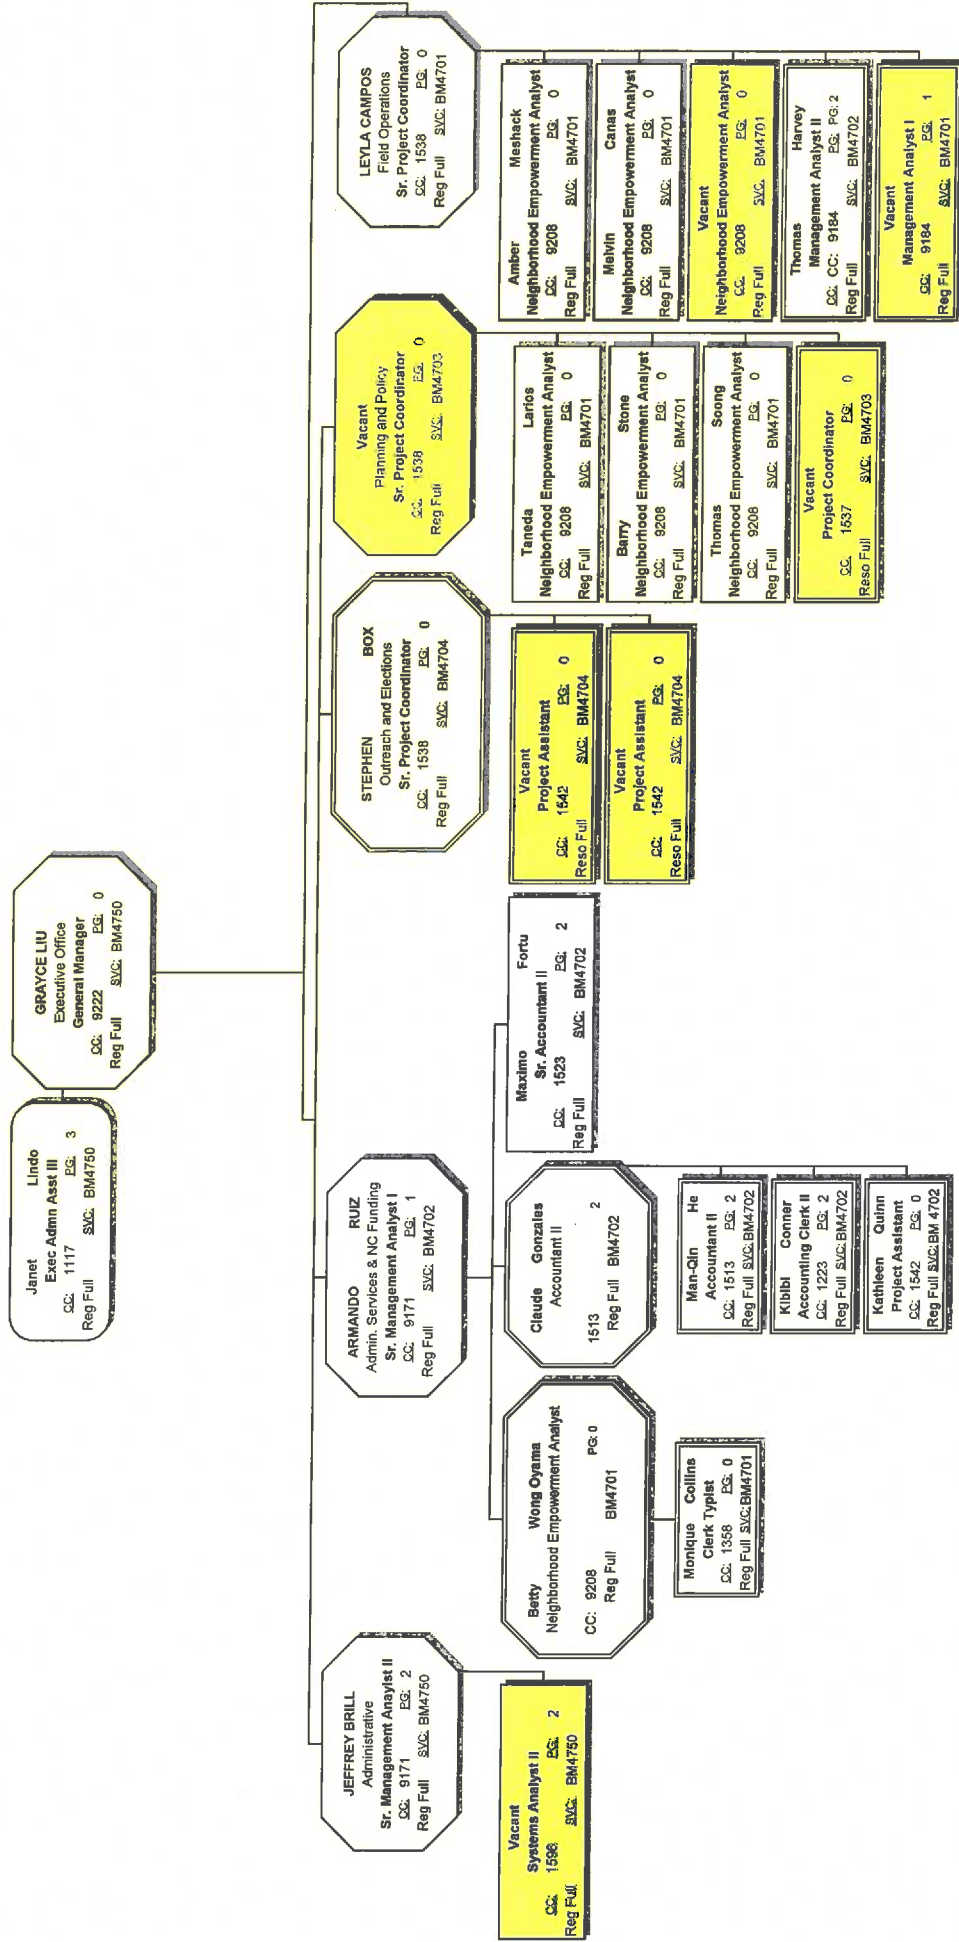 GRAYCE LIU
Executive Office
General Manager
CC: 9222 PG: 0
Reg Full SVC: BM4750
Janet Lindo
Exec Admn Asst III
CC: 1117 PG: 3
Reg Full SVC: BM4750
JEFFREY BRILL
Administrative
Sr. Management Anaylst II
CC: 9171 PG: 2
Reg Full SVC: BM4750
Vacant
Systems Analyst II
CC: 1596 PG: 2
Reg Full SVC: BM4750
ARMANDO RUIZ
Admin. Services & NC Funding
Sr. Management Analyst I
CC: 9171 PG: 1
Reg Full SVC: BM4702
Betty Wong Oyama
Neighborhood Empowerment Analyst
CC: 9208 PG: 0
Reg Full BM4701
Monique Collins
Clerk Typist
CC: 1358 PG: 0
Reg Full SVC:BM4701
Claude Gonzales
Accountant II
1513 2
Reg Full BM4702
Man-Qin He
Accountant II
CC: 1513 PG: 2
Reg Full SVC:BM4702
Kibibi Conner
Accounting Clerk II
CC: 1223 PG: 2
Reg Full SVC:BM4702
Kathleen Quinn
Project Assistant
CC: 1542 PG: 0
Reg Full SVC:BM 4702
Maximo Fortu
Sr. Accountant II
CC: 1523 PG: 2
Reg Full SVC: BM4702
STEPHEN BOX
Outreach and Elections
Sr. Project Coordinator
CC: 1538 PG: 0
Reg Full SVC: BM4704
Vacant
Project Assistant
CC: 1542 PG: 0
Reso Full SVC: BM4704
Vacant
Project Assistant
CC: 1542 PG: 0
Reso Full SVC: BM4704
Vacant
Planning and Policy
Sr. Project Coordinator
CC: 1538 PG: 0
Reg Full SVC: BM4703
Taneda Larios
Neighborhood Empowerment Analyst
CC: 9208 PG: 0
Reg Full SVC: BM4701
Barry Stone
Neighborhood Empowerment Analyst
CC: 9208 PG: 0
Reg Full SVC: BM4701
Thomas Soong
Neighborhood Empowerment Analyst
CC: 9208 PG: 0
Reg Full SVC: BM4701
Vacant
Project Coordinator
CC: 1537 PG: 0
Reso Full SVC: BM4703
LEYLA CAMPOS
Field Operations
Sr. Project Coordinator
CC: 1538 PG: 0
Reg Full SVC: BM4701
Amber Meshack
Neighborhood Empowerment Analyst
CC: 9208 PG: 0
Reg Full SVC: BM4701
Melvin Canas
Neighborhood Empowerment Analyst
CC: 9208 PG: 0
Reg Full SVC: BM4701
Vacant
Neighborhood Empowerment Analyst
CC: 9208 PG: 0
Reg Full SVC: BM4701
Thomas Harvey
Management Analyst II
CC: CC: 9184 PG: PG: 2
Reg Full SVC: BM4702
Vacant
Management Analyst I
CC: 9184 PG: 1
Reg Full SVC: BM4701